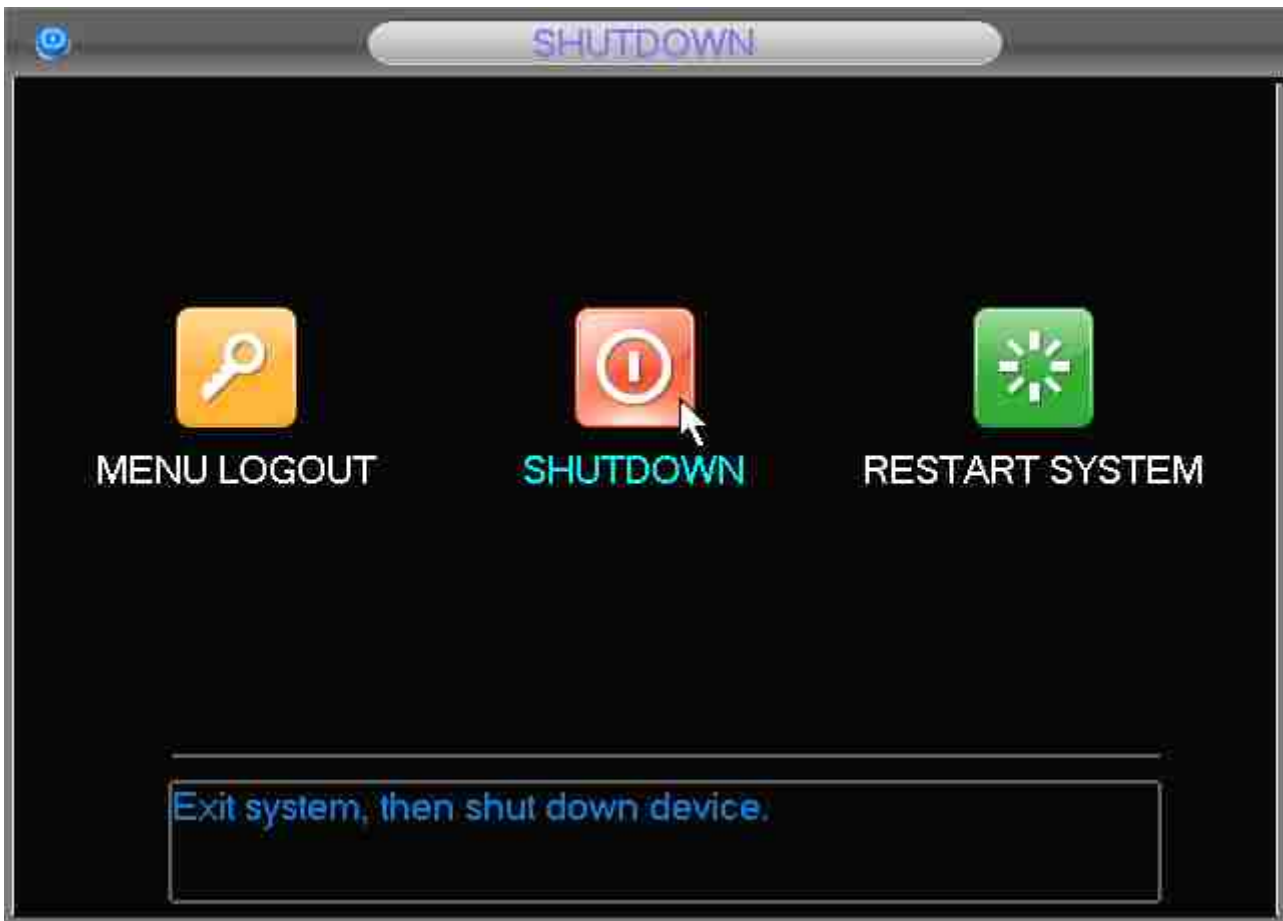 SHUTDOWN
MENU LOGOUT
SHUTDOWN
RESTART SYSTEM
Exit system, then shut down device.